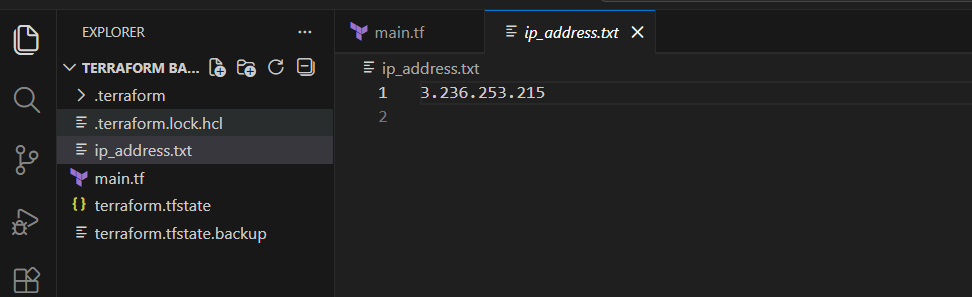 EXPLORER
TERRAFORM BA...
.terraform
.terraform.lock.hcl
ip_address.txt
main.tf
terraform.tfstate
terraform.tfstate.backup
main.tf
ip_address.txt
ip_address.txt
1 3.236.253.215
2